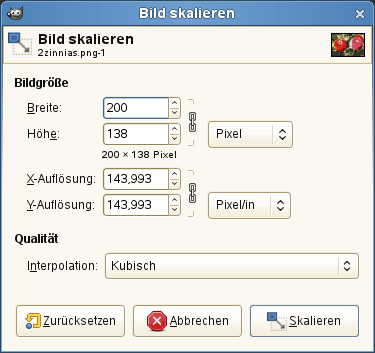 Bild skalieren
Bild skalieren
2zinnias.png-1
Bildgröße
Breite: 200
Höhe: 138 Pixel
200 × 138 Pixel
X-Auflösung: 143,993
Y-Auflösung: 143,993 Pixel/in
Qualität
Interpolation: Kubisch
Zurücksetzen Abbrechen Skalieren